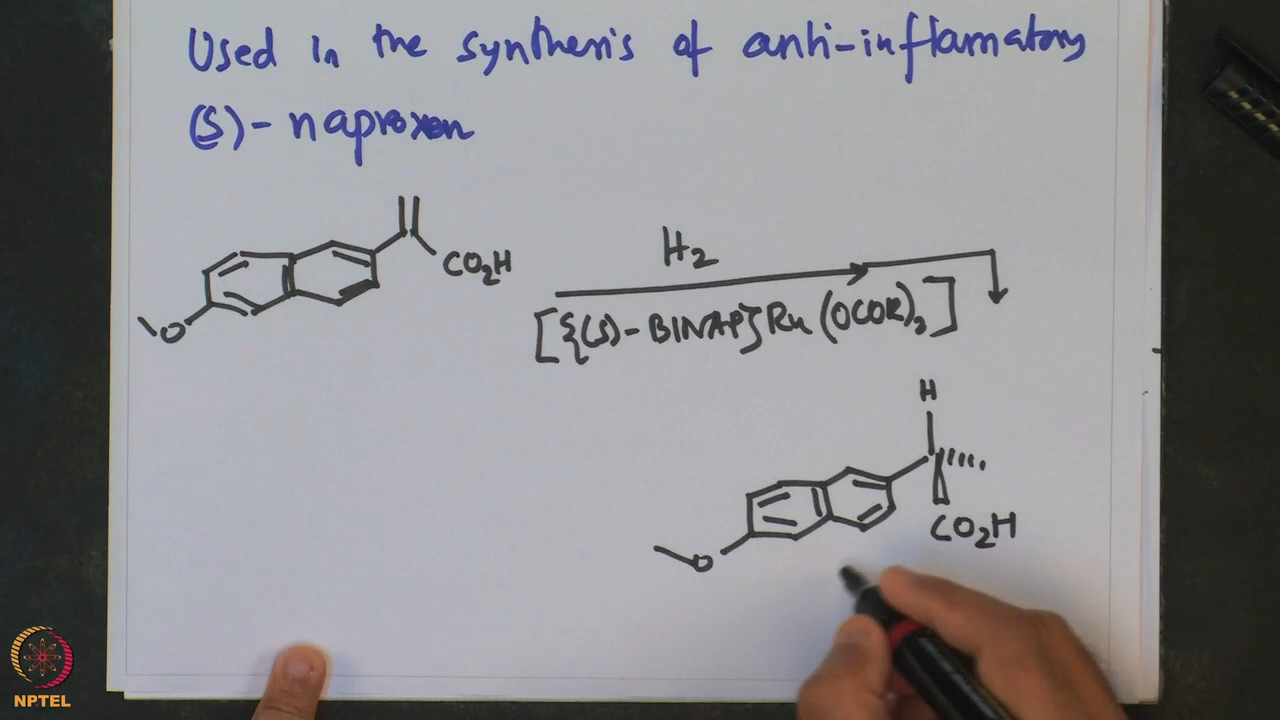 Used in the synthesis of anti-inflamatory
(S)-naproxen
CO2H
O
H2
[{(S)-BINAP}Ru(OCOR)2]
H
CO2H
O
NPTEL